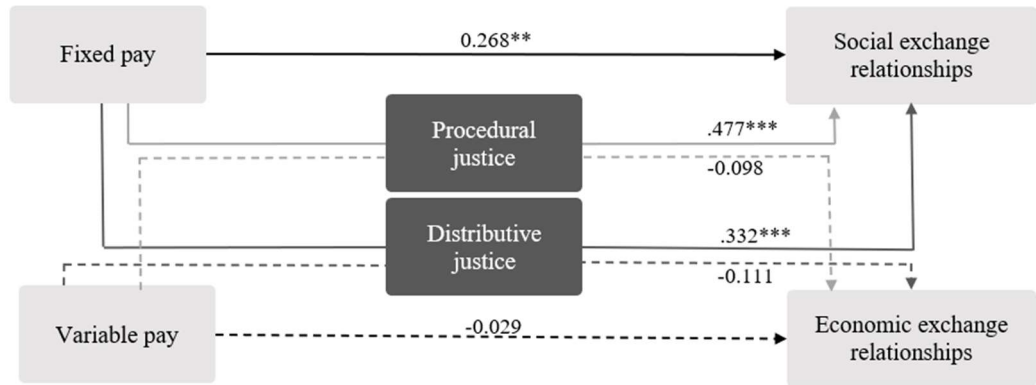 0.268**
Fixed pay
Social exchange
relationships
Procedural
justice
.477***
-0.098
Distributive
justice
.332***
-0.111
Variable pay
-0.029
Economic exchange
relationships